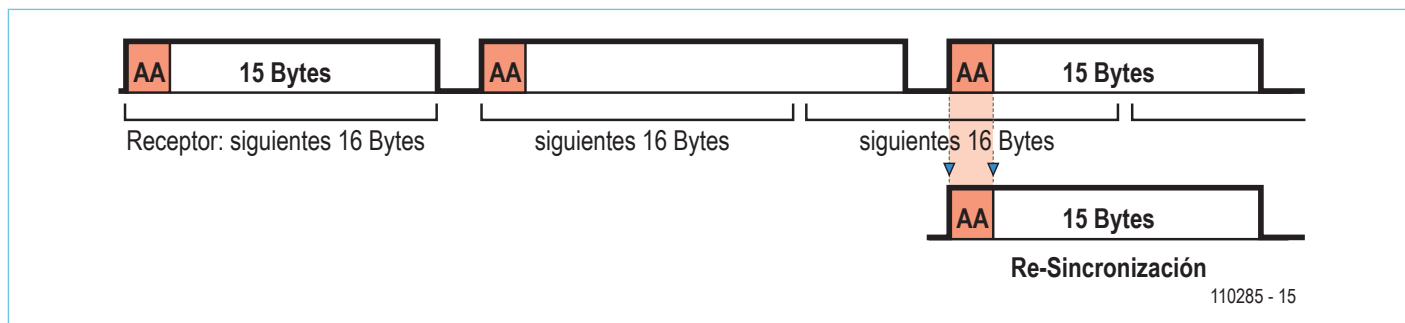 AA 15 Bytes AA AA 15 Bytes
Receptor: siguientes 16 Bytes siguientes 16 Bytes siguientes 16 Bytes
AA 15 Bytes
Re-Sincronización
110285 - 15